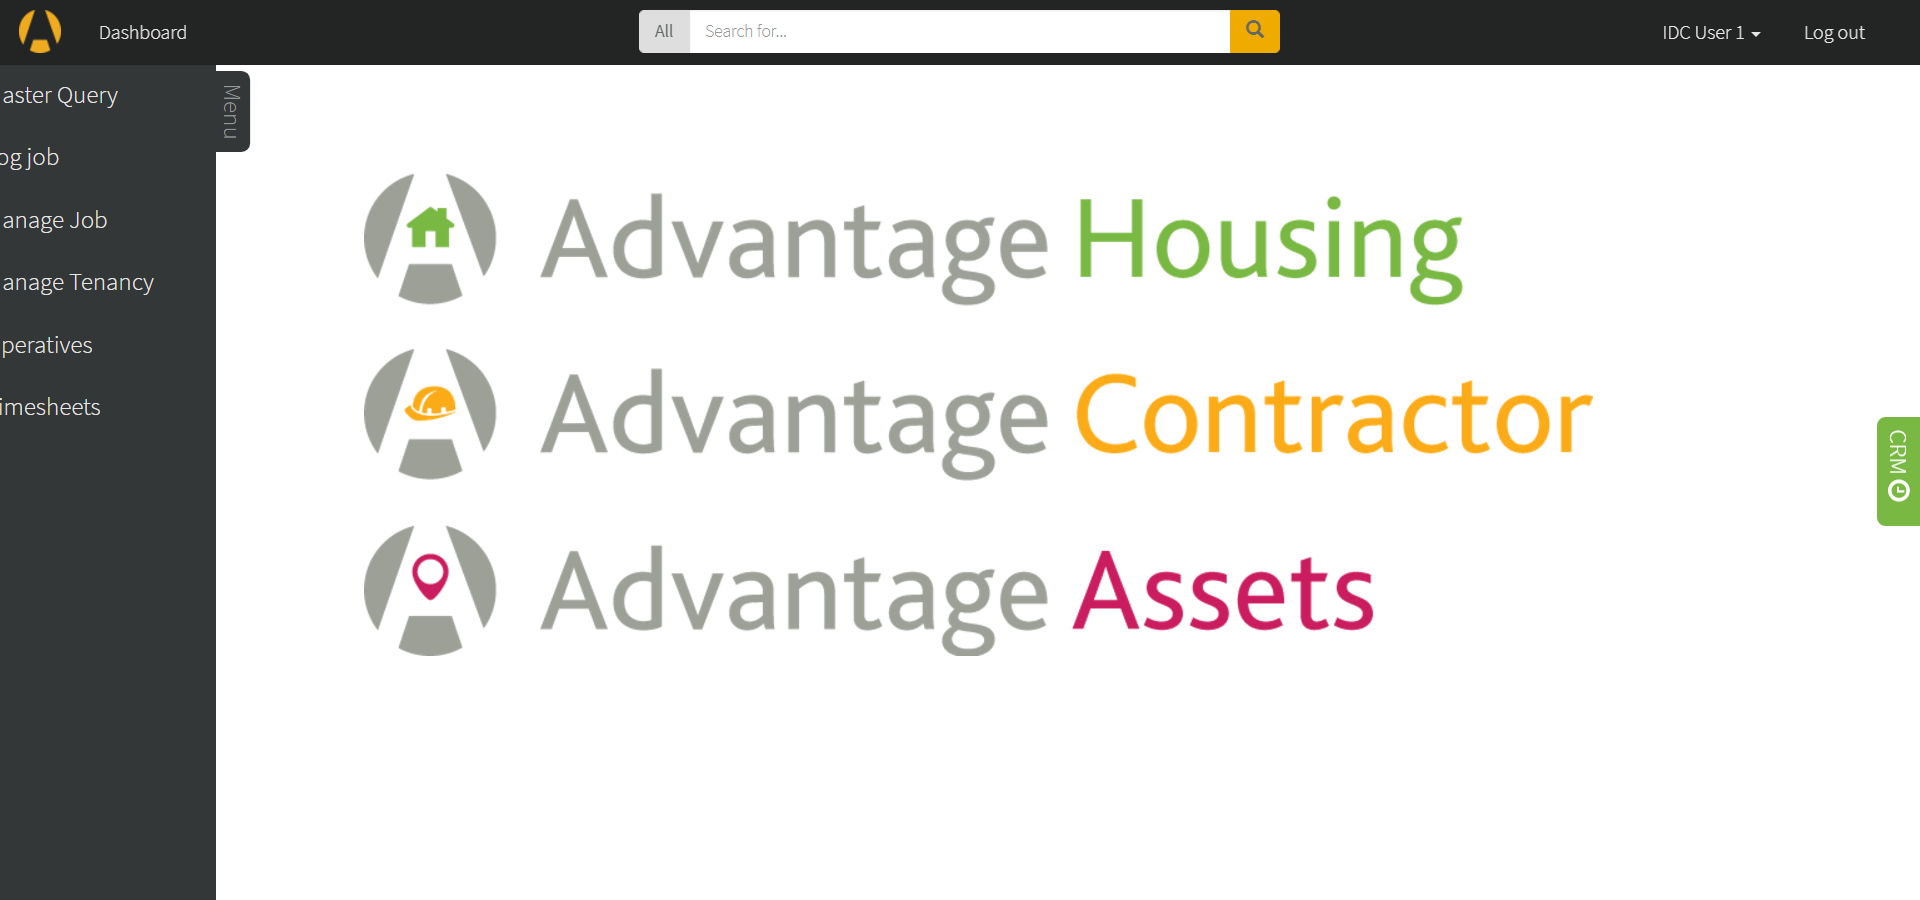 Dashboard
All
Search for...
IDC User 1
Log out
Menu
aster Query
og job
anage Job
anage Tenancy
peratives
imesheets
Advantage Housing
Advantage Contractor
Advantage Assets
CRM